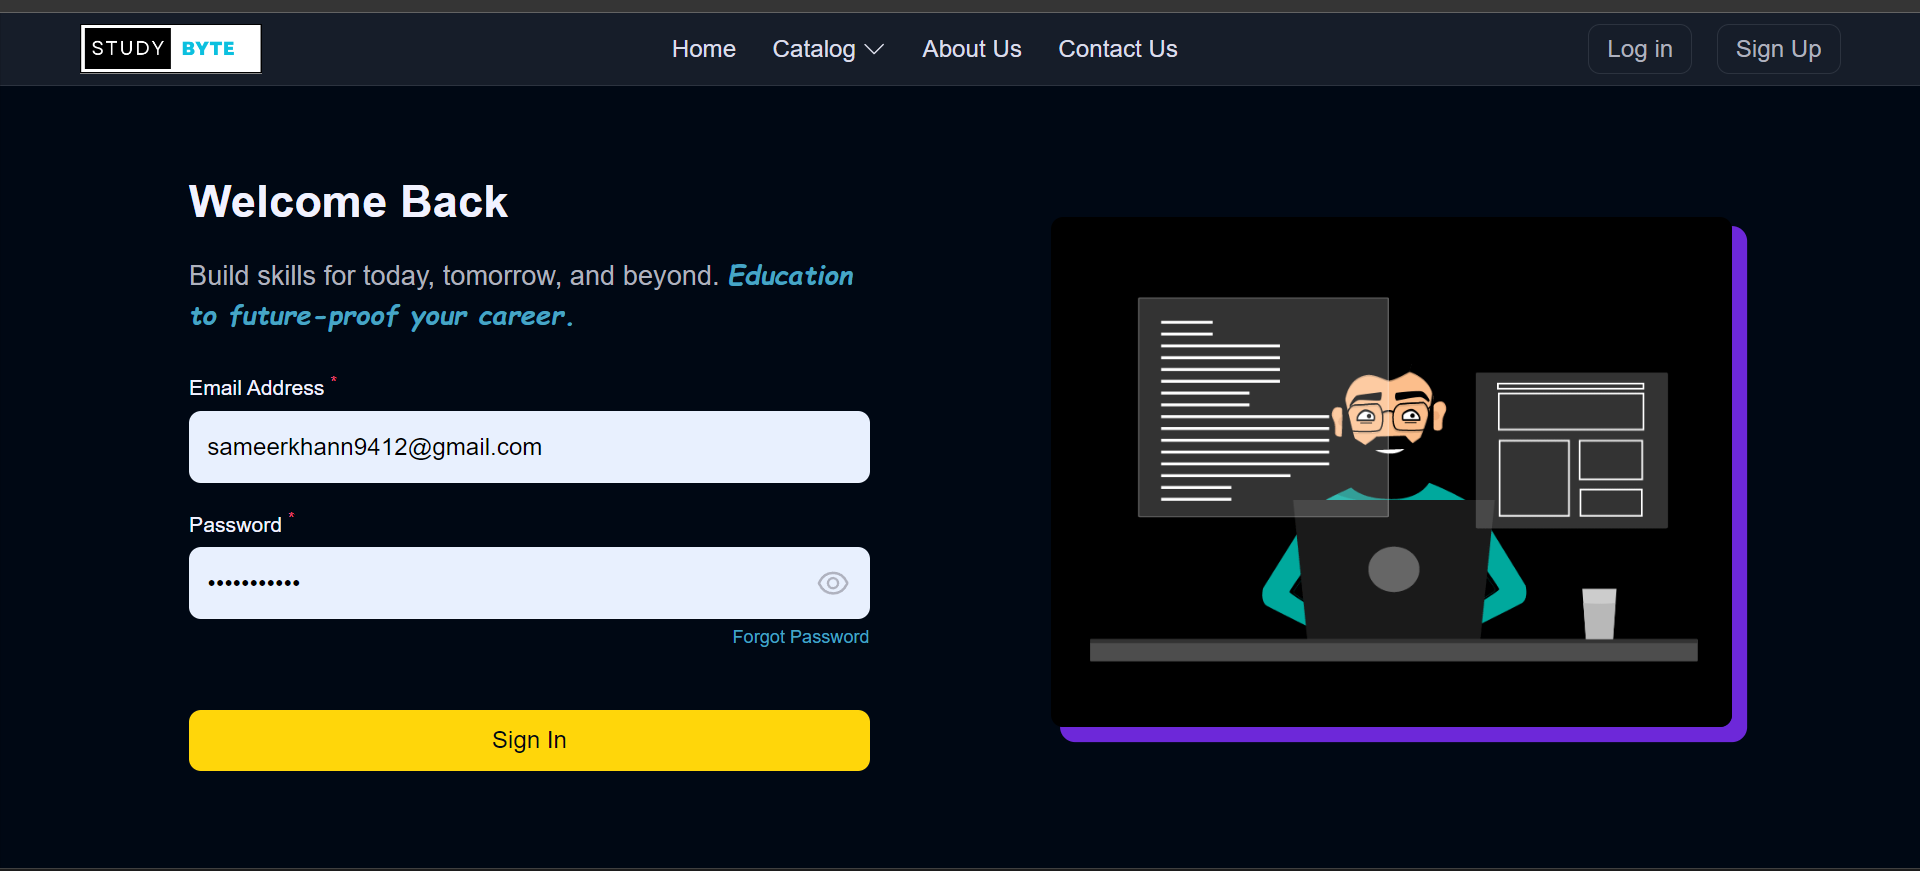 STUDY BYTE
Home
Catalog
About Us
Contact Us
Log in
Sign Up
Welcome Back
Build skills for today, tomorrow, and beyond. Education
to future-proof your career.
Email Address *
sameerkhann9412@gmail.com
Password *
•••••••••••
Forgot Password
Sign In